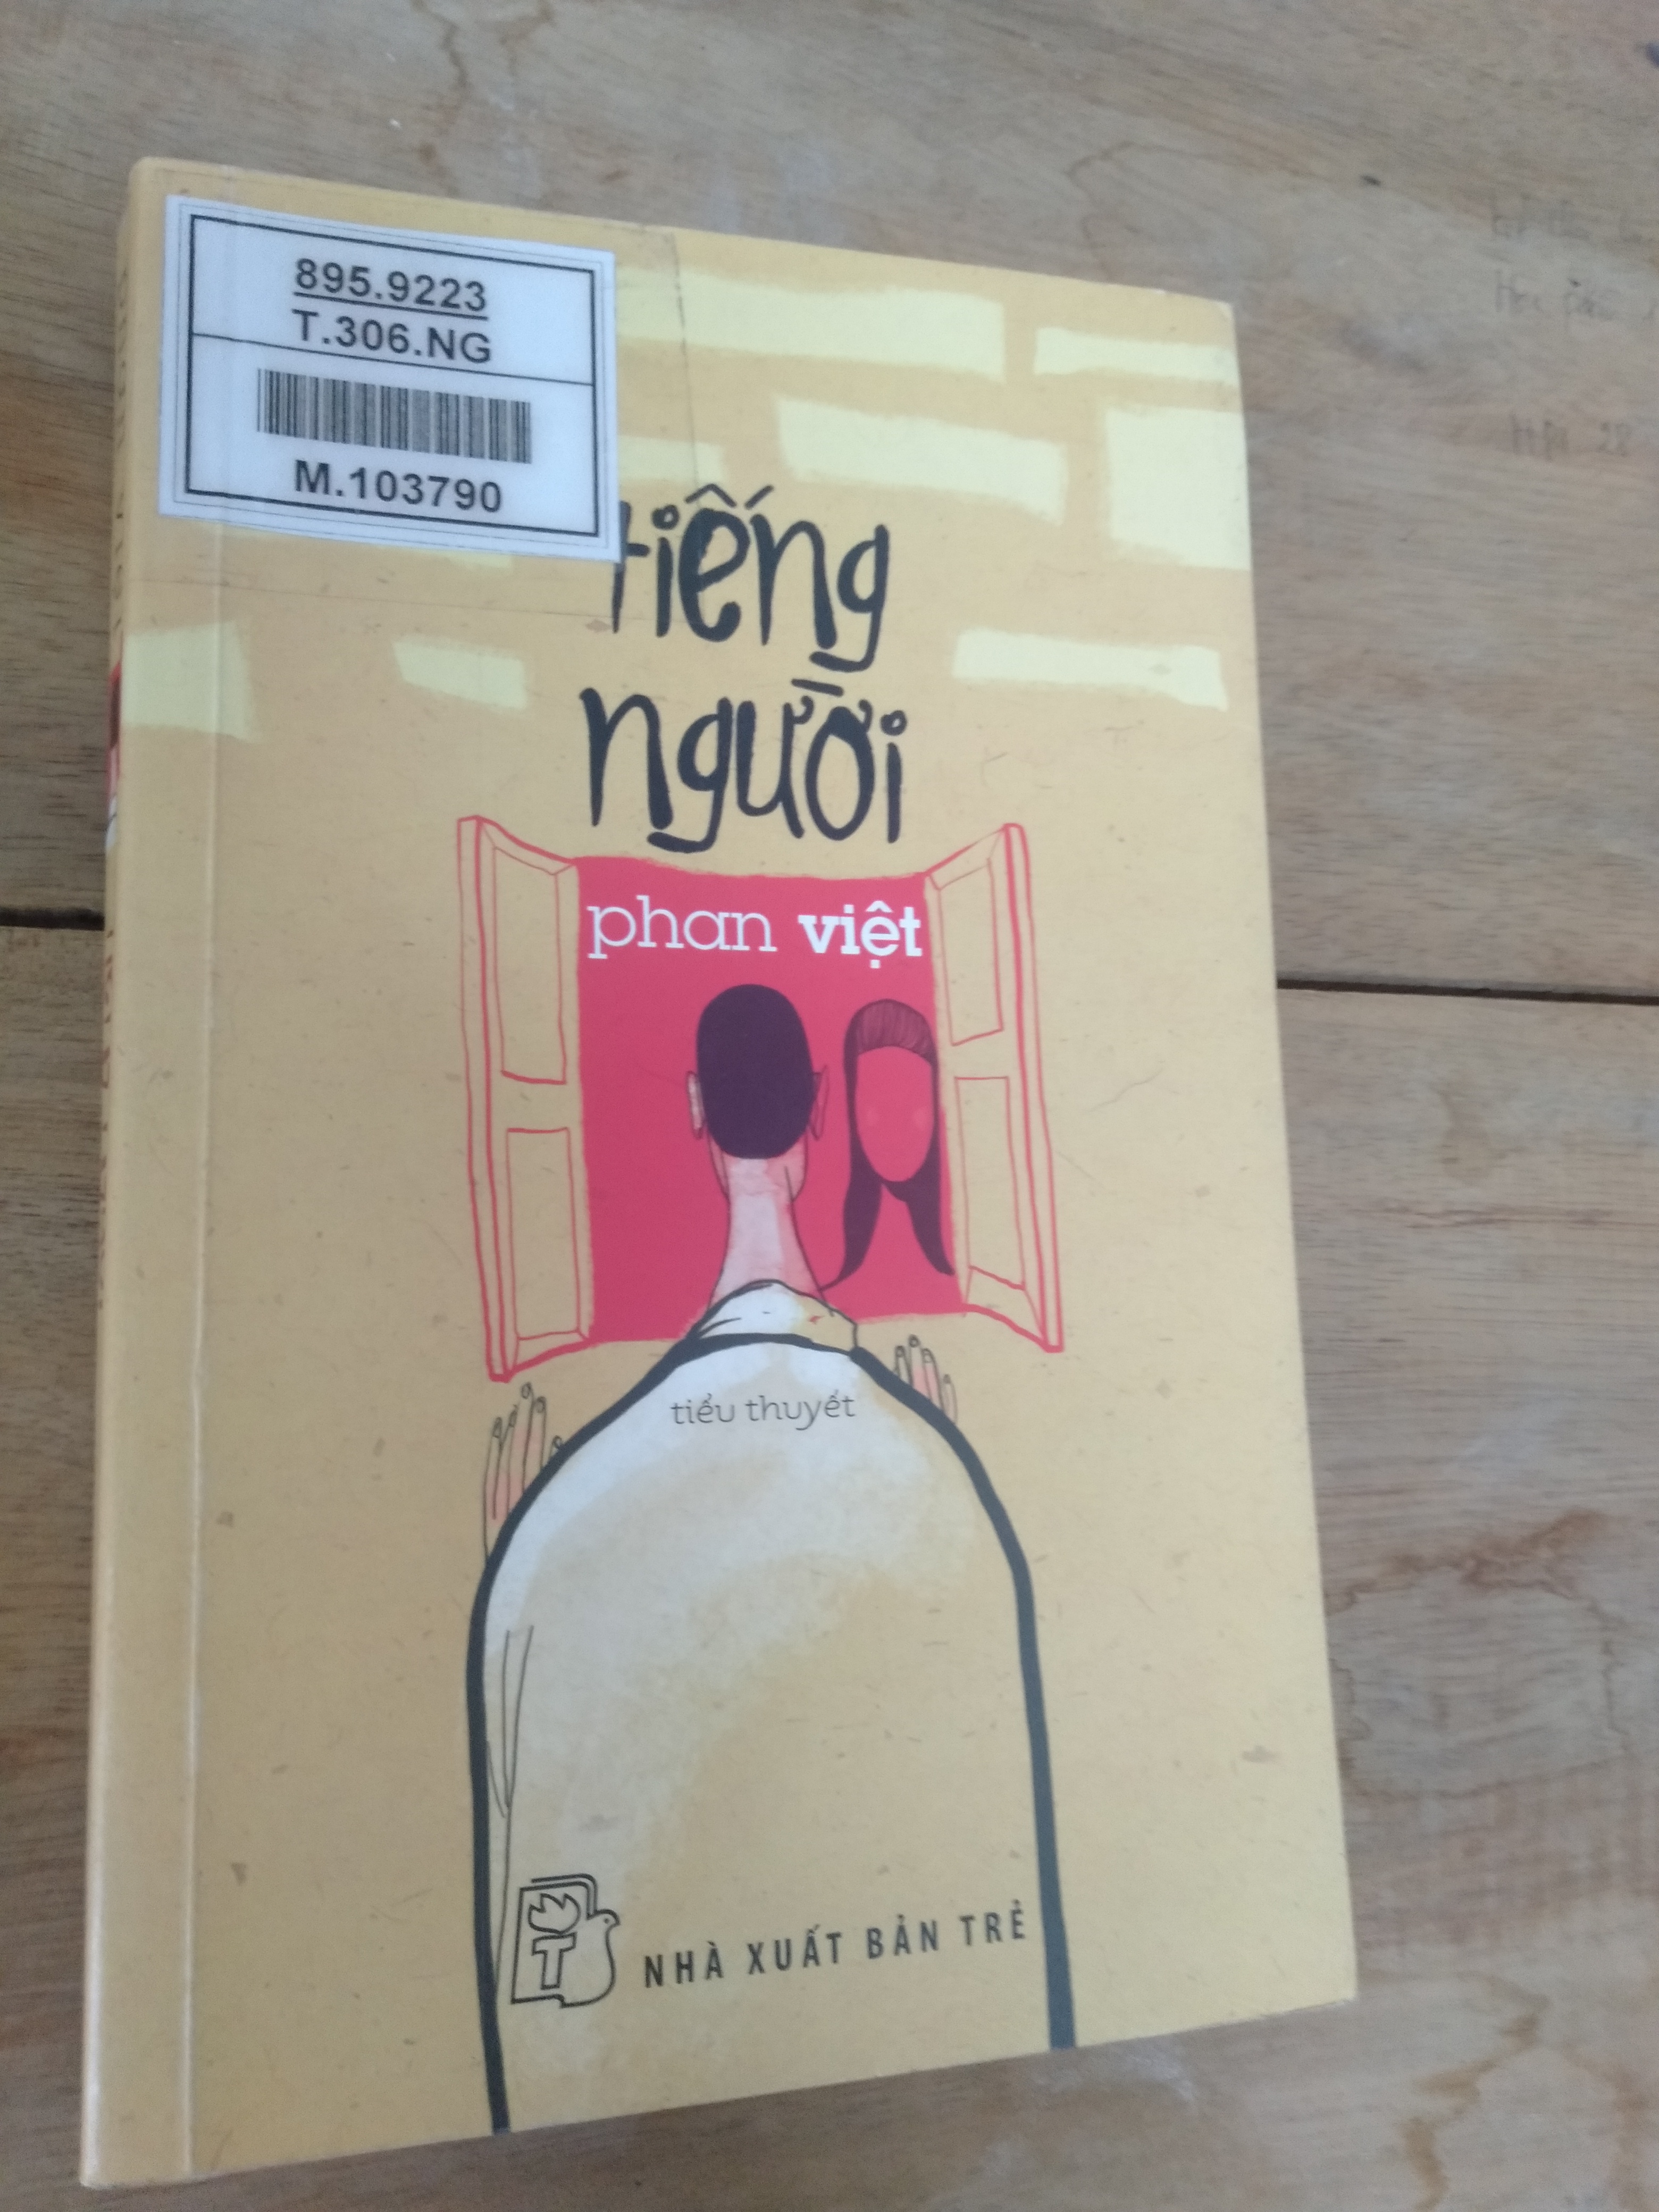 895.9223
T.306.NG
M.103790
tiếng
người
phan việt
tiểu thuyết
T
NHÀ XUẤT BẢN TRẺ